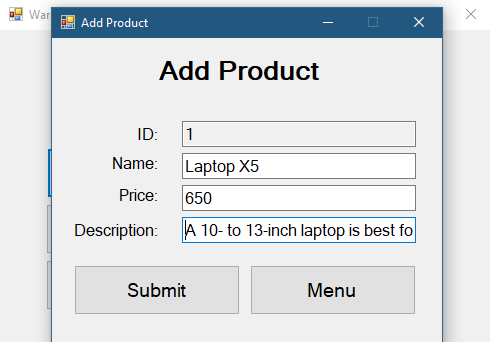 War
Add Product
Add Product
ID: 1
Name: Laptop X5
Price: 650
Description: A 10- to 13-inch laptop is best fo
Submit Menu